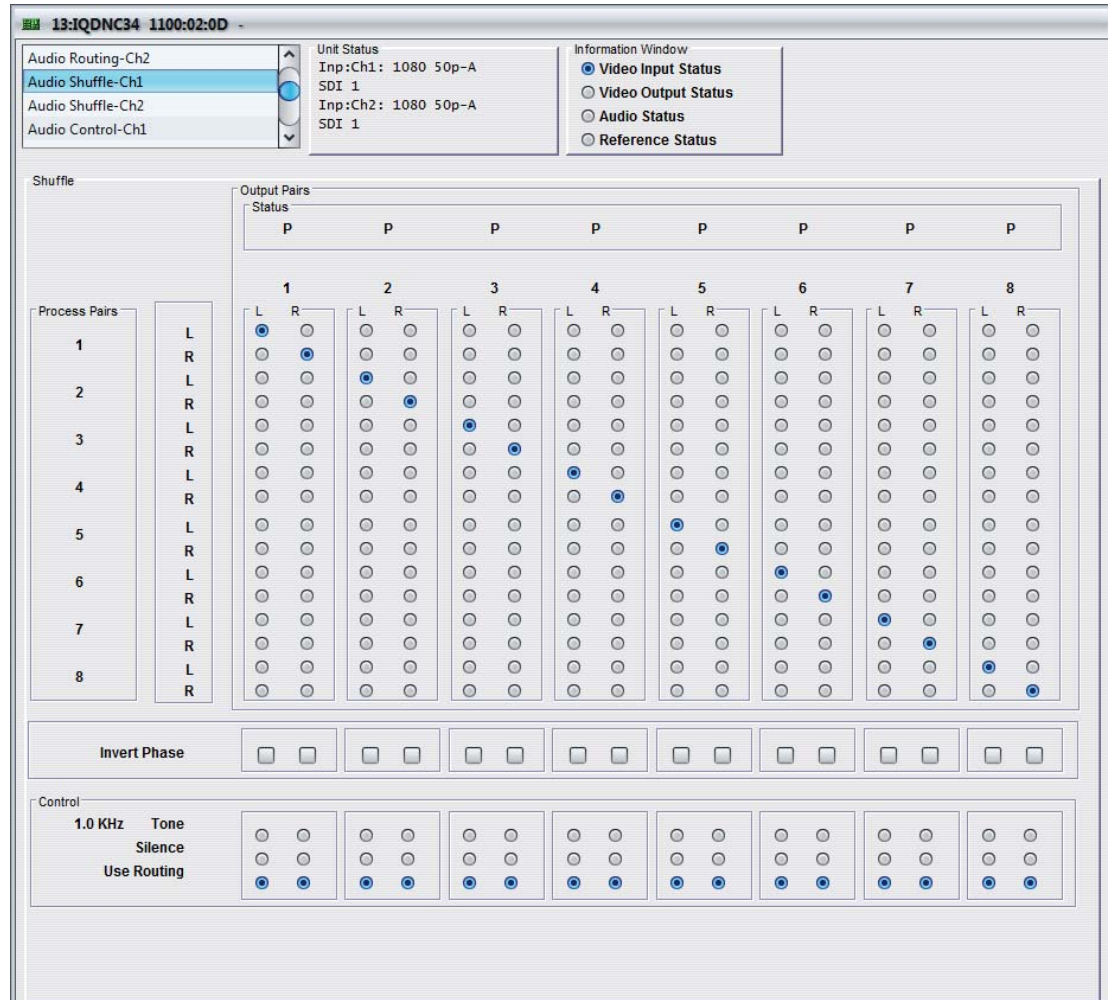 13:IQDNC34 1100:02:0D -
Audio Routing-Ch2
Audio Shuffle-Ch1
Audio Shuffle-Ch2
Audio Control-Ch1
Unit Status
Inp:Ch1: 1080 50p-A
SDI 1
Inp:Ch2: 1080 50p-A
SDI 1
Information Window
Video Input Status
Video Output Status
Audio Status
Reference Status
Shuffle
Output Pairs
Status
P P P P P P P P
1 2 3 4 5 6 7 8
Process Pairs
L R L R L R L R L R L R L R L R
1 L
R
2 L
R
3 L
R
4 L
R
5 L
R
6 L
R
7 L
R
8 L
R
Invert Phase
Control
1.0 KHz Tone
Silence
Use Routing